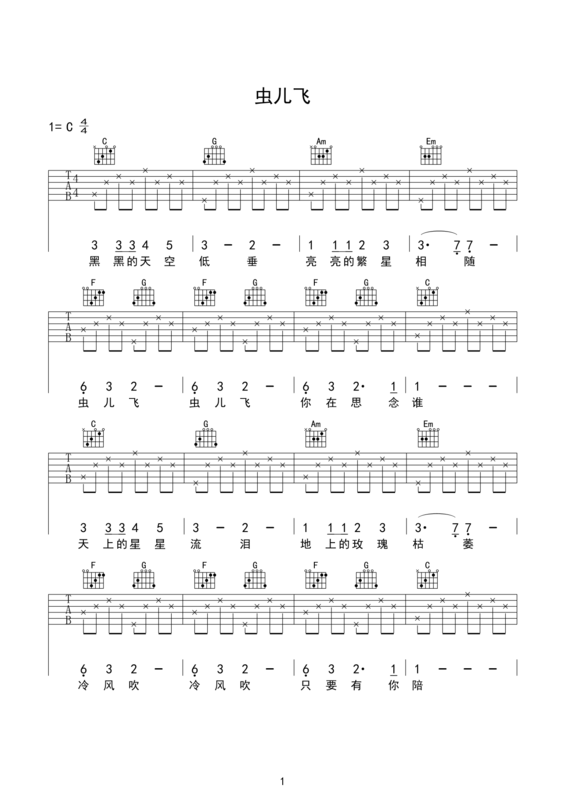 虫儿飞
1= C 4/4
C G Am Em
T A B 4 4
3 3 3 4 5 3 - 2 - 1 1 1 2 3 3· 7 7 -
黑 黑的天 空 低 垂 亮 亮的繁 星 相 随
F G F G F G C
T A B
6 3 2 - 6 3 2 - 6 3 2· 1 1 - - -
虫 儿 飞 虫 儿 飞 你 在 思 念 谁
C G Am Em
T A B
3 3 3 4 5 3 - 2 - 1 1 1 2 3 3· 7 7 -
天 上的星 星 流 泪 地 上的玫 瑰 枯 萎
F G F G F G C
T A B
6 3 2 - 6 3 2 - 6 3 2· 1 1 - - -
冷 风 吹 冷 风 吹 只 要 有 你 陪
1